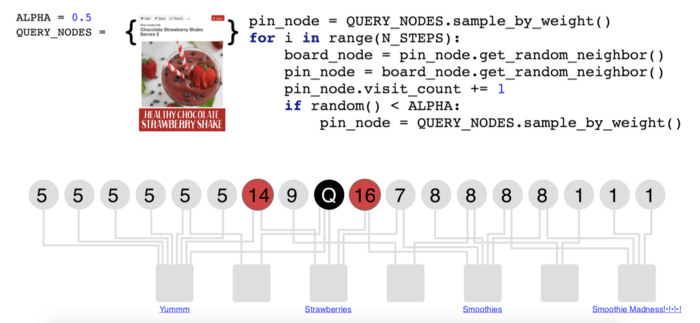 ALPHA = 0.5
QUERY_NODES = { }
Chocolate Strawberry Shake
Serves 2
HEALTHY CHOCOLATE
STRAWBERRY SHAKE
pin_node = QUERY_NODES.sample_by_weight()
for i in range(N_STEPS):
board_node = pin_node.get_random_neighbor()
pin_node = board_node.get_random_neighbor()
pin_node.visit_count += 1
if random() < ALPHA:
pin_node = QUERY_NODES.sample_by_weight()
5 5 5 5 5 5 14 9 Q 16 7 8 8 8 8 1 1 1
Yummm Strawberries Smoothies Smoothie Madness!•!•!•!